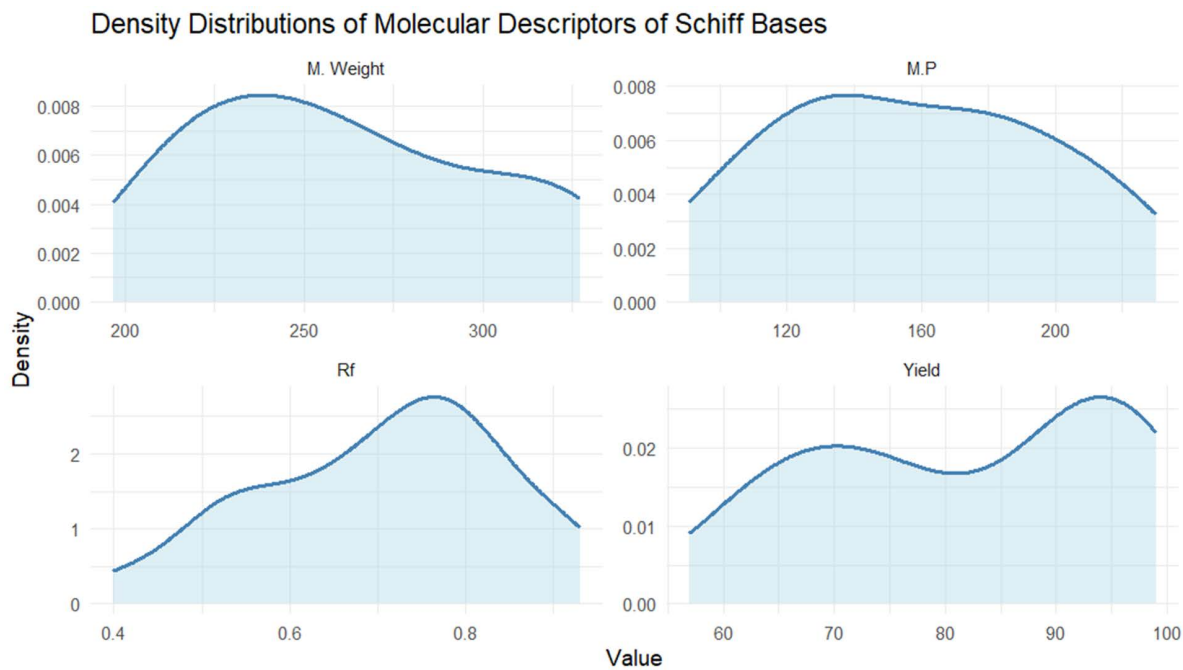 Density Distributions of Molecular Descriptors of Schiff Bases
M. Weight
0.008
0.006
0.004
0.002
0.000
200 250 300
M.P
0.008
0.006
0.004
0.002
0.000
120 160 200
Density
Rf
2
1
0
0.4 0.6 0.8
Yield
0.02
0.01
0.00
60 70 80 90 100
Value